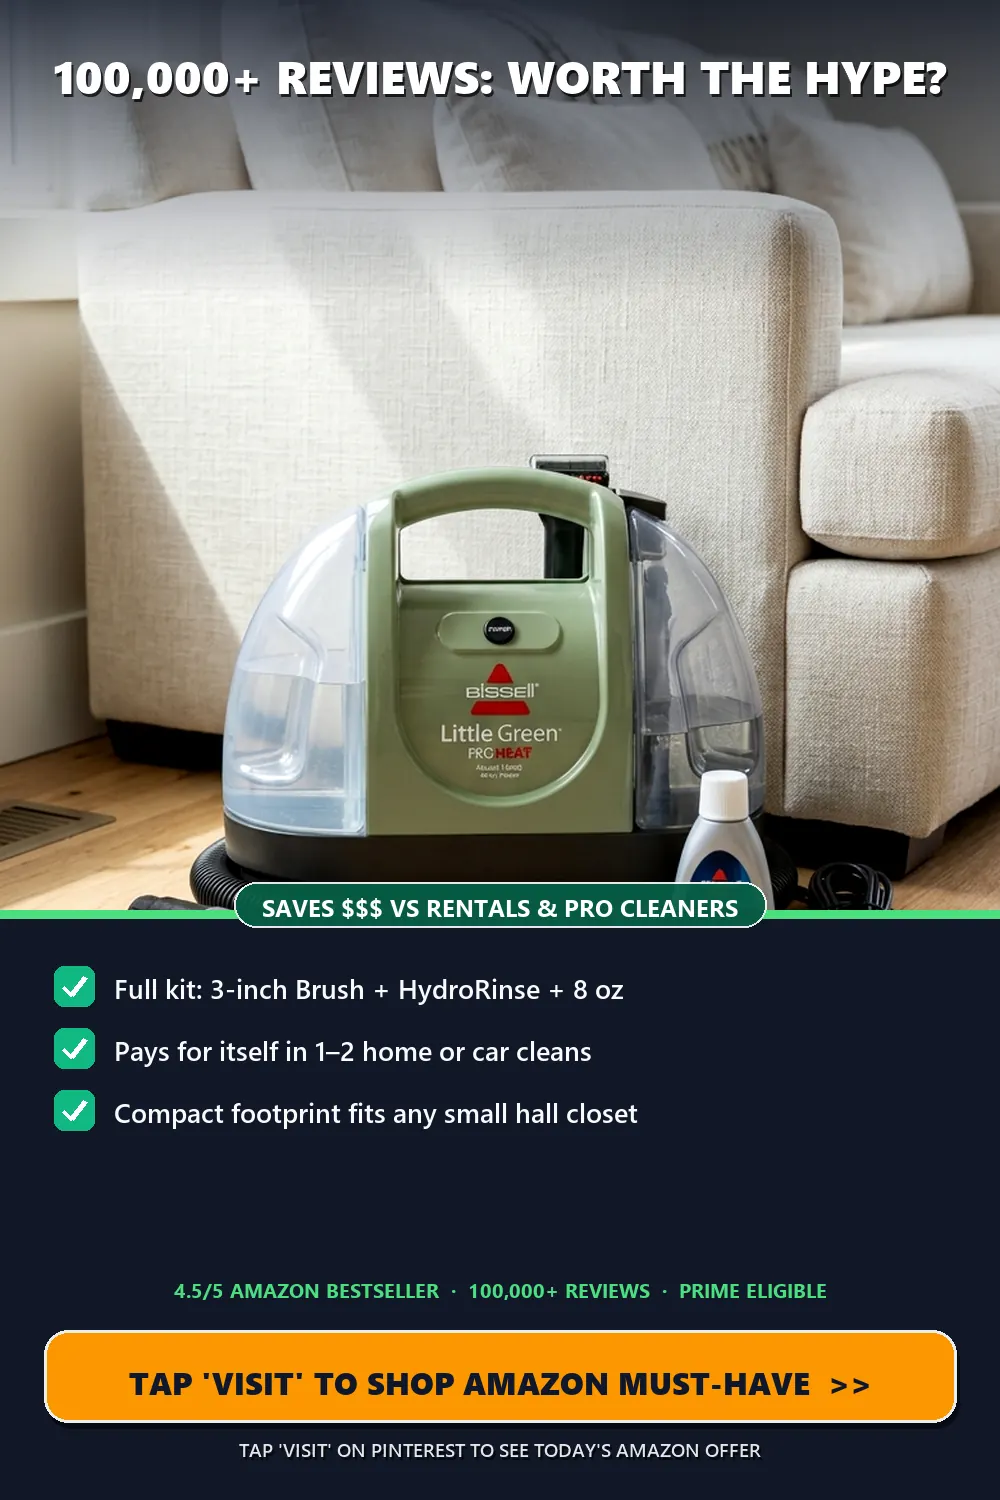 100,000+ REVIEWS: WORTH THE HYPE?
BISSELL
Little Green
PROHEAT
SAVES $$$ VS RENTALS & PRO CLEANERS
Full kit: 3-inch Brush + HydroRinse + 8 oz
Pays for itself in 1–2 home or car cleans
Compact footprint fits any small hall closet
4.5/5 AMAZON BESTSELLER · 100,000+ REVIEWS · PRIME ELIGIBLE
TAP 'VISIT' TO SHOP AMAZON MUST-HAVE >>
TAP 'VISIT' ON PINTEREST TO SEE TODAY'S AMAZON OFFER